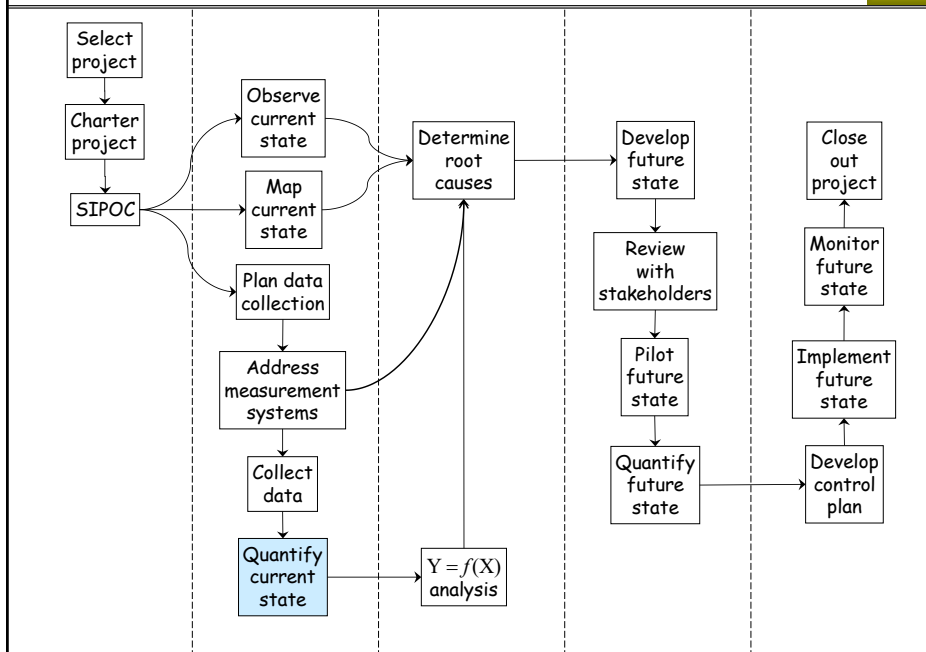 Select
project
Charter
project
SIPOC
Observe
current
state
Map
current
state
Plan data
collection
Address
measurement
systems
Collect
data
Quantify
current
state
Determine
root
causes
Y = f(X)
analysis
Develop
future
state
Review
with
stakeholders
Pilot
future
state
Quantify
future
state
Close
out
project
Monitor
future
state
Implement
future
state
Develop
control
plan